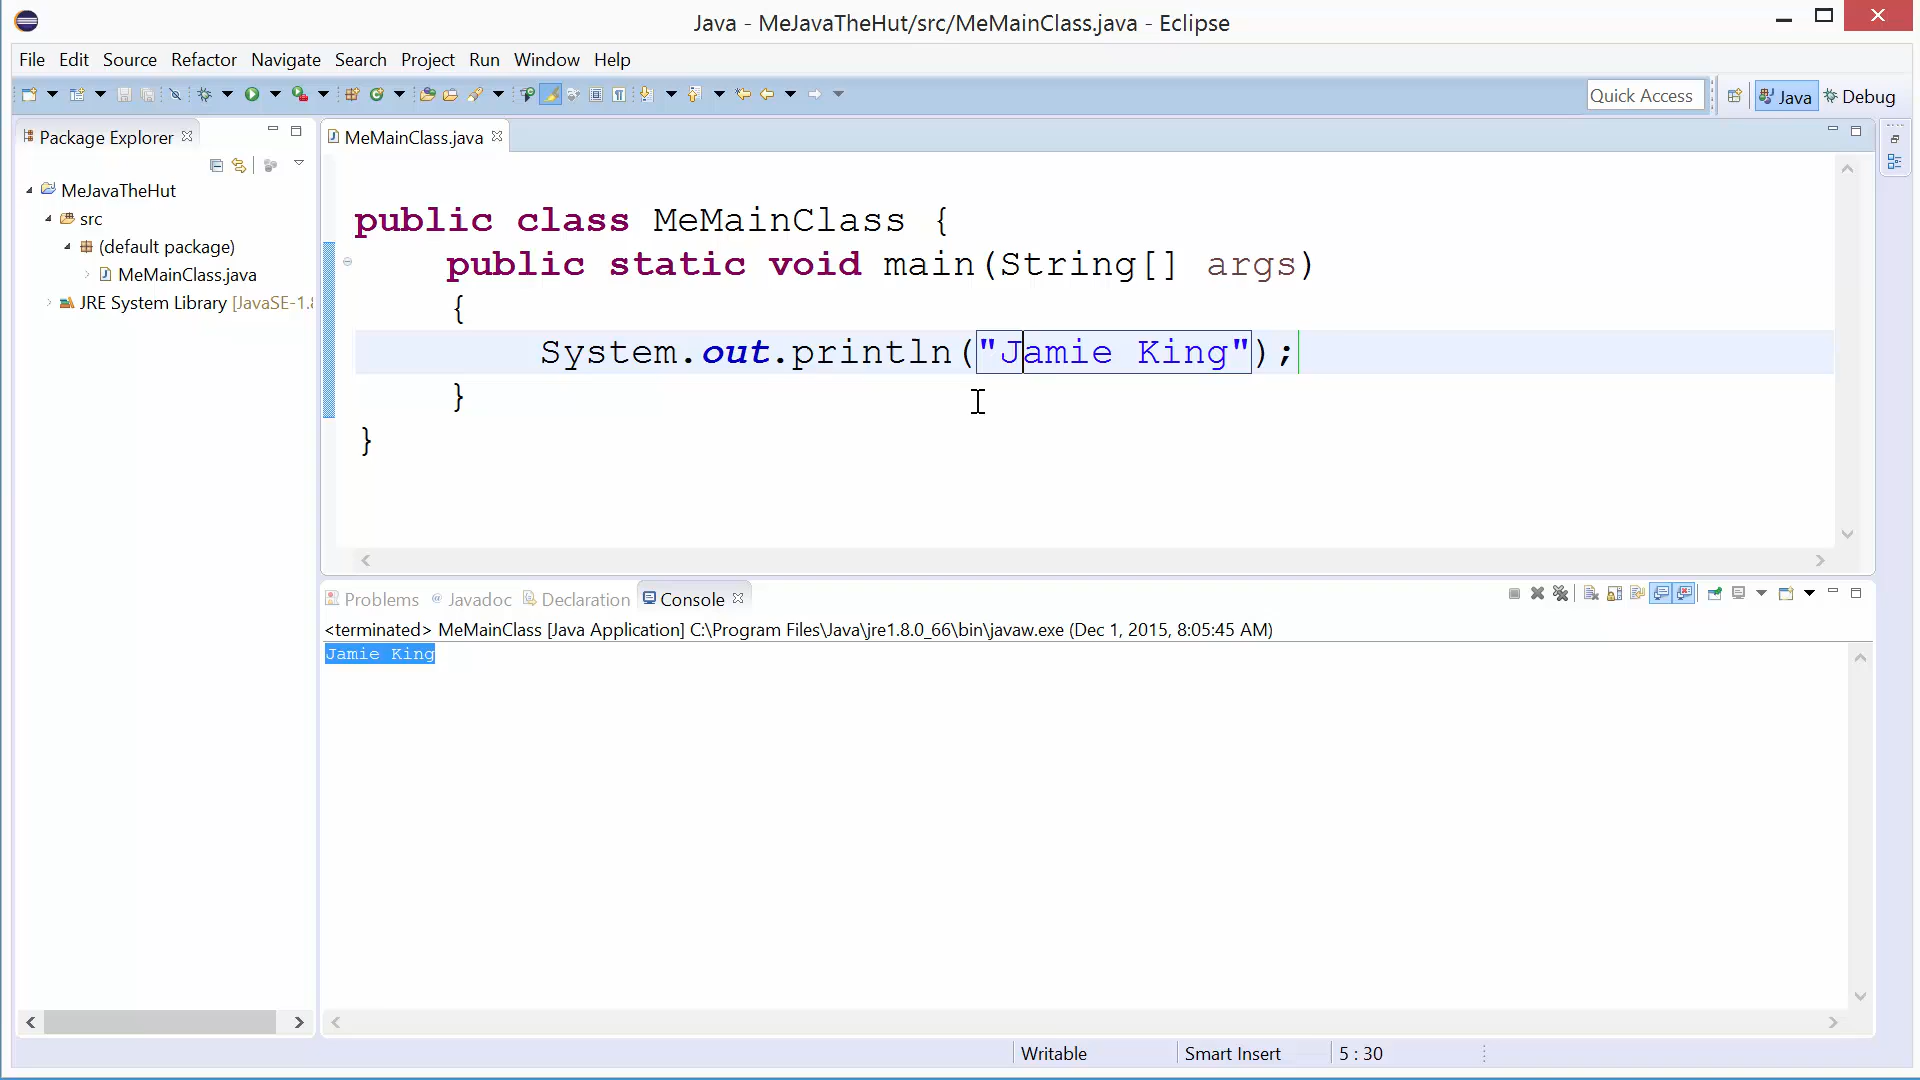 Java - MeJavaTheHut/src/MeMainClass.java - Eclipse
File Edit Source Refactor Navigate Search Project Run Window Help
Quick Access Java Debug
Package Explorer
MeJavaTheHut
src
(default package)
MeMainClass.java
JRE System Library [JavaSE-1.8
MeMainClass.java
public class MeMainClass {
public static void main(String[] args)
{
System.out.println("Jamie King");
}
}
Problems @ Javadoc Declaration Console
<terminated> MeMainClass [Java Application] C:\Program Files\Java\jre1.8.0_66\bin\javaw.exe (Dec 1, 2015, 8:05:45 AM)
Jamie King
Writable Smart Insert 5 : 30